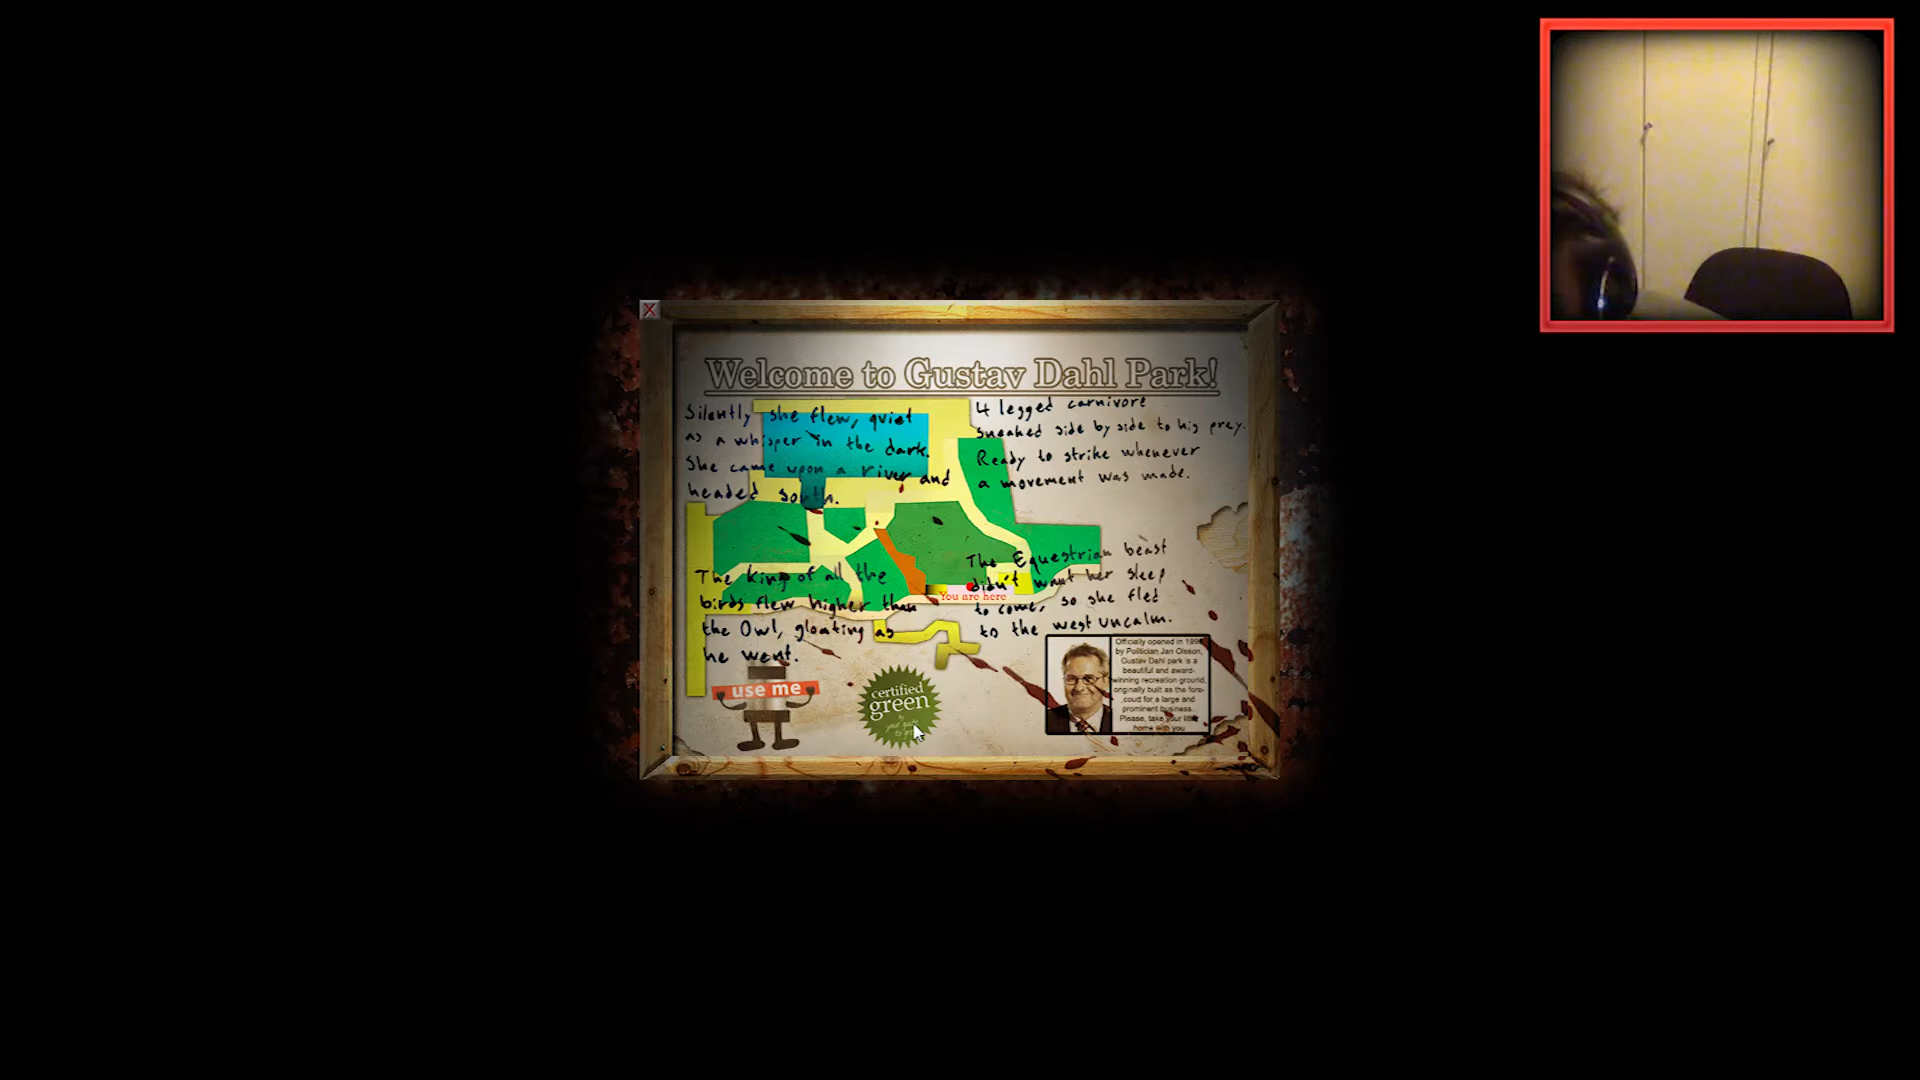 Welcome to Gustav Dahl Park!
Silently she flew, quiet
as a whisper in the dark.
She came upon a river and
headed south.
4 legged carnivore
sneaked side by side to his prey.
Ready to strike whenever
a movement was made.
The king of all the
birds flew higher than
the Owl, gloating as
he went.
The Equestrian beast
didn't want her sleep
to come, so she fled
to the west uncalm.
You are here
use me
certified
green
Officially opened in
by Politician Jan Olsson,
Gustav Dahl park is a
beautiful and award-
winning recreation ground,
originally built as the fore-
court for a large and
prominent business.
Please, take your litter
home with you